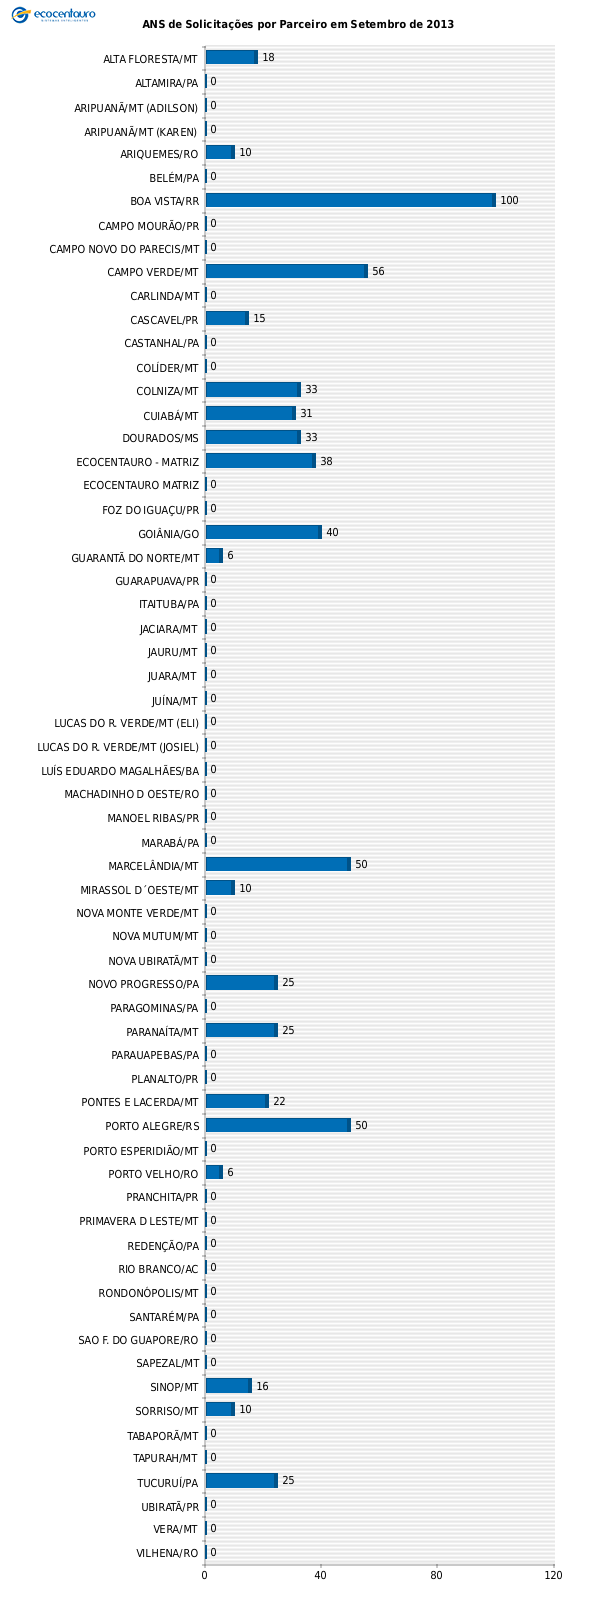 ecocentauro
ANS de Solicitações por Parceiro em Setembro de 2013
ALTA FLORESTA/MT 18
ALTAMIRA/PA 0
ARIPUANÃ/MT (ADILSON) 0
ARIPUANÃ/MT (KAREN) 0
ARIQUEMES/RO 10
BELÉM/PA 0
BOA VISTA/RR 100
CAMPO MOURÃO/PR 0
CAMPO NOVO DO PARECIS/MT 0
CAMPO VERDE/MT 56
CARLINDA/MT 0
CASCAVEL/PR 15
CASTANHAL/PA 0
COLÍDER/MT 0
COLNIZA/MT 33
CUIABÁ/MT 31
DOURADOS/MS 33
ECOCENTAURO - MATRIZ 38
ECOCENTAURO MATRIZ 0
FOZ DO IGUAÇU/PR 0
GOIÂNIA/GO 40
GUARANTÃ DO NORTE/MT 6
GUARAPUAVA/PR 0
ITAITUBA/PA 0
JACIARA/MT 0
JAURU/MT 0
JUARA/MT 0
JUÍNA/MT 0
LUCAS DO R. VERDE/MT (ELI) 0
LUCAS DO R. VERDE/MT (JOSIEL) 0
LUÍS EDUARDO MAGALHÃES/BA 0
MACHADINHO D OESTE/RO 0
MANOEL RIBAS/PR 0
MARABÁ/PA 0
MARCELÂNDIA/MT 50
MIRASSOL D´OESTE/MT 10
NOVA MONTE VERDE/MT 0
NOVA MUTUM/MT 0
NOVA UBIRATÃ/MT 0
NOVO PROGRESSO/PA 25
PARAGOMINAS/PA 0
PARANAÍTA/MT 25
PARAUAPEBAS/PA 0
PLANALTO/PR 0
PONTES E LACERDA/MT 22
PORTO ALEGRE/RS 50
PORTO ESPERIDIÃO/MT 0
PORTO VELHO/RO 6
PRANCHITA/PR 0
PRIMAVERA D LESTE/MT 0
REDENÇÃO/PA 0
RIO BRANCO/AC 0
RONDONÓPOLIS/MT 0
SANTARÉM/PA 0
SAO F. DO GUAPORE/RO 0
SAPEZAL/MT 0
SINOP/MT 16
SORRISO/MT 10
TABAPORÃ/MT 0
TAPURAH/MT 0
TUCURUÍ/PA 25
UBIRATÃ/PR 0
VERA/MT 0
VILHENA/RO 0
0 40 80 120